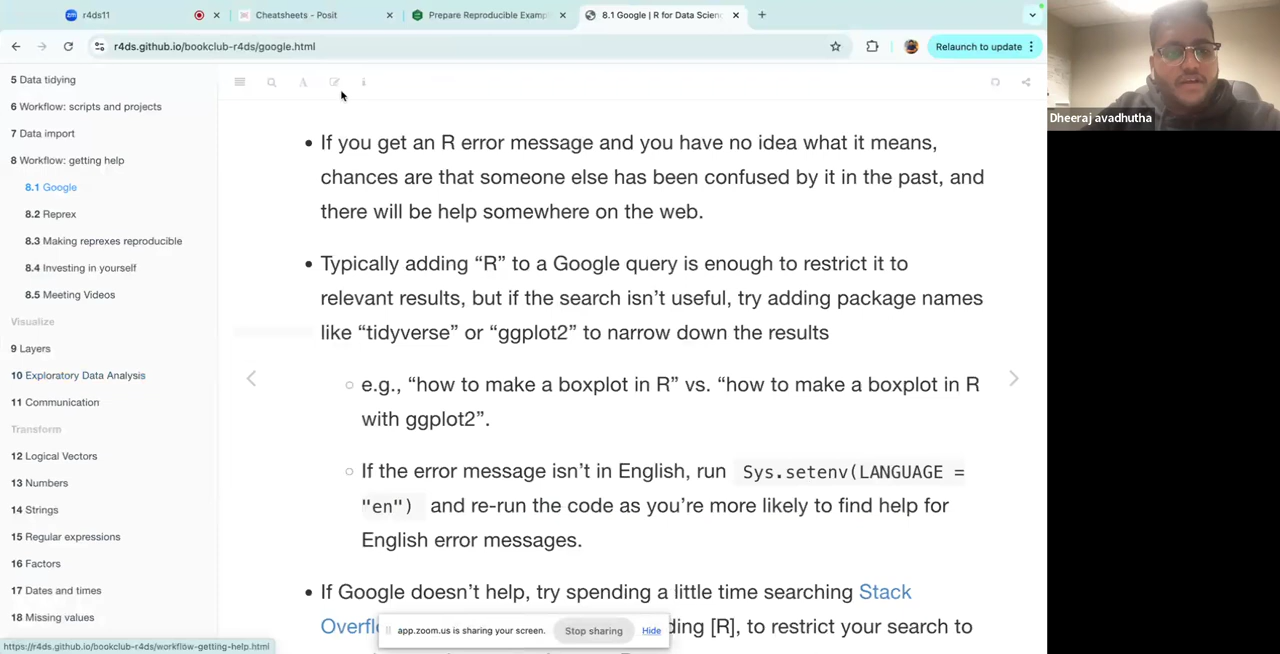 r4ds11
Cheatsheets - Posit
Prepare Reproducible Examp
8.1 Google | R for Data Scien
r4ds.github.io/bookclub-r4ds/google.html
Relaunch to update
Dheeraj avadhutha
5 Data tidying
6 Workflow: scripts and projects
7 Data import
8 Workflow: getting help
8.1 Google
8.2 Reprex
8.3 Making reprexes reproducible
8.4 Investing in yourself
8.5 Meeting Videos
Visualize
9 Layers
10 Exploratory Data Analysis
11 Communication
Transform
12 Logical Vectors
13 Numbers
14 Strings
15 Regular expressions
16 Factors
17 Dates and times
18 Missing values
https://r4ds.github.io/bookclub-r4ds/workflow-getting-help.html
If you get an R error message and you have no idea what it means,
chances are that someone else has been confused by it in the past, and
there will be help somewhere on the web.
Typically adding “R” to a Google query is enough to restrict it to
relevant results, but if the search isn’t useful, try adding package names
like “tidyverse” or “ggplot2” to narrow down the results
e.g., “how to make a boxplot in R” vs. “how to make a boxplot in R
with ggplot2”.
If the error message isn’t in English, run Sys.setenv(LANGUAGE =
"en") and re-run the code as you’re more likely to find help for
English error messages.
If Google doesn’t help, try spending a little time searching Stack
Overfl ding [R], to restrict your search to
app.zoom.us is sharing your screen. Stop sharing Hide